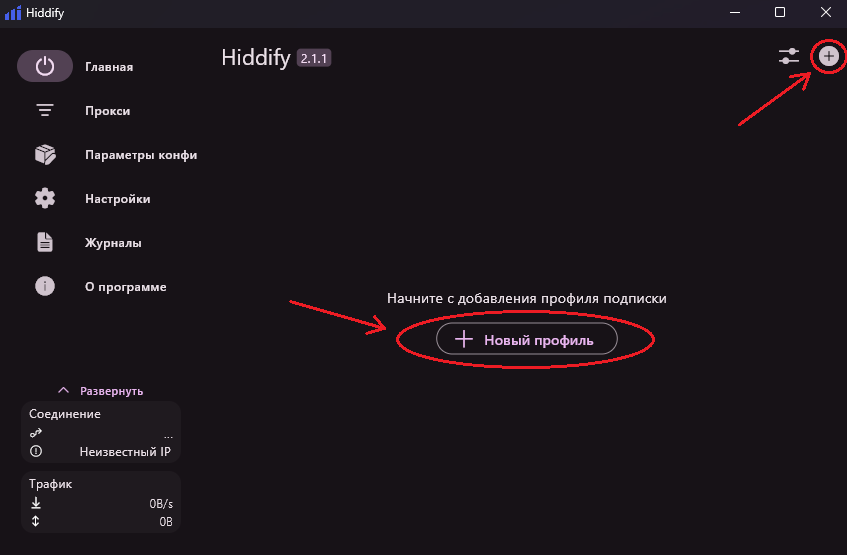 Hiddify
Hiddify 2.1.1
Главная
Прокси
Параметры конфи
Настройки
Журналы
О программе
Начните с добавления профиля подписки
Новый профиль
Развернуть
Соединение
...
Неизвестный IP
Трафик
0B/s
0B